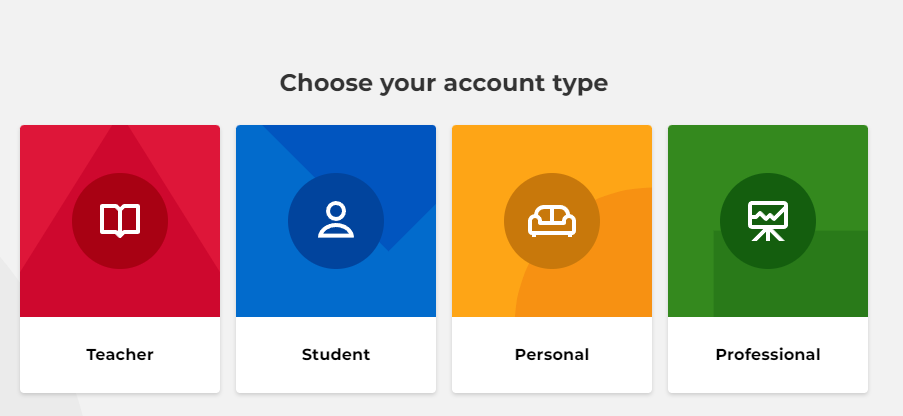 Choose your account type
Teacher
Student
Personal
Professional